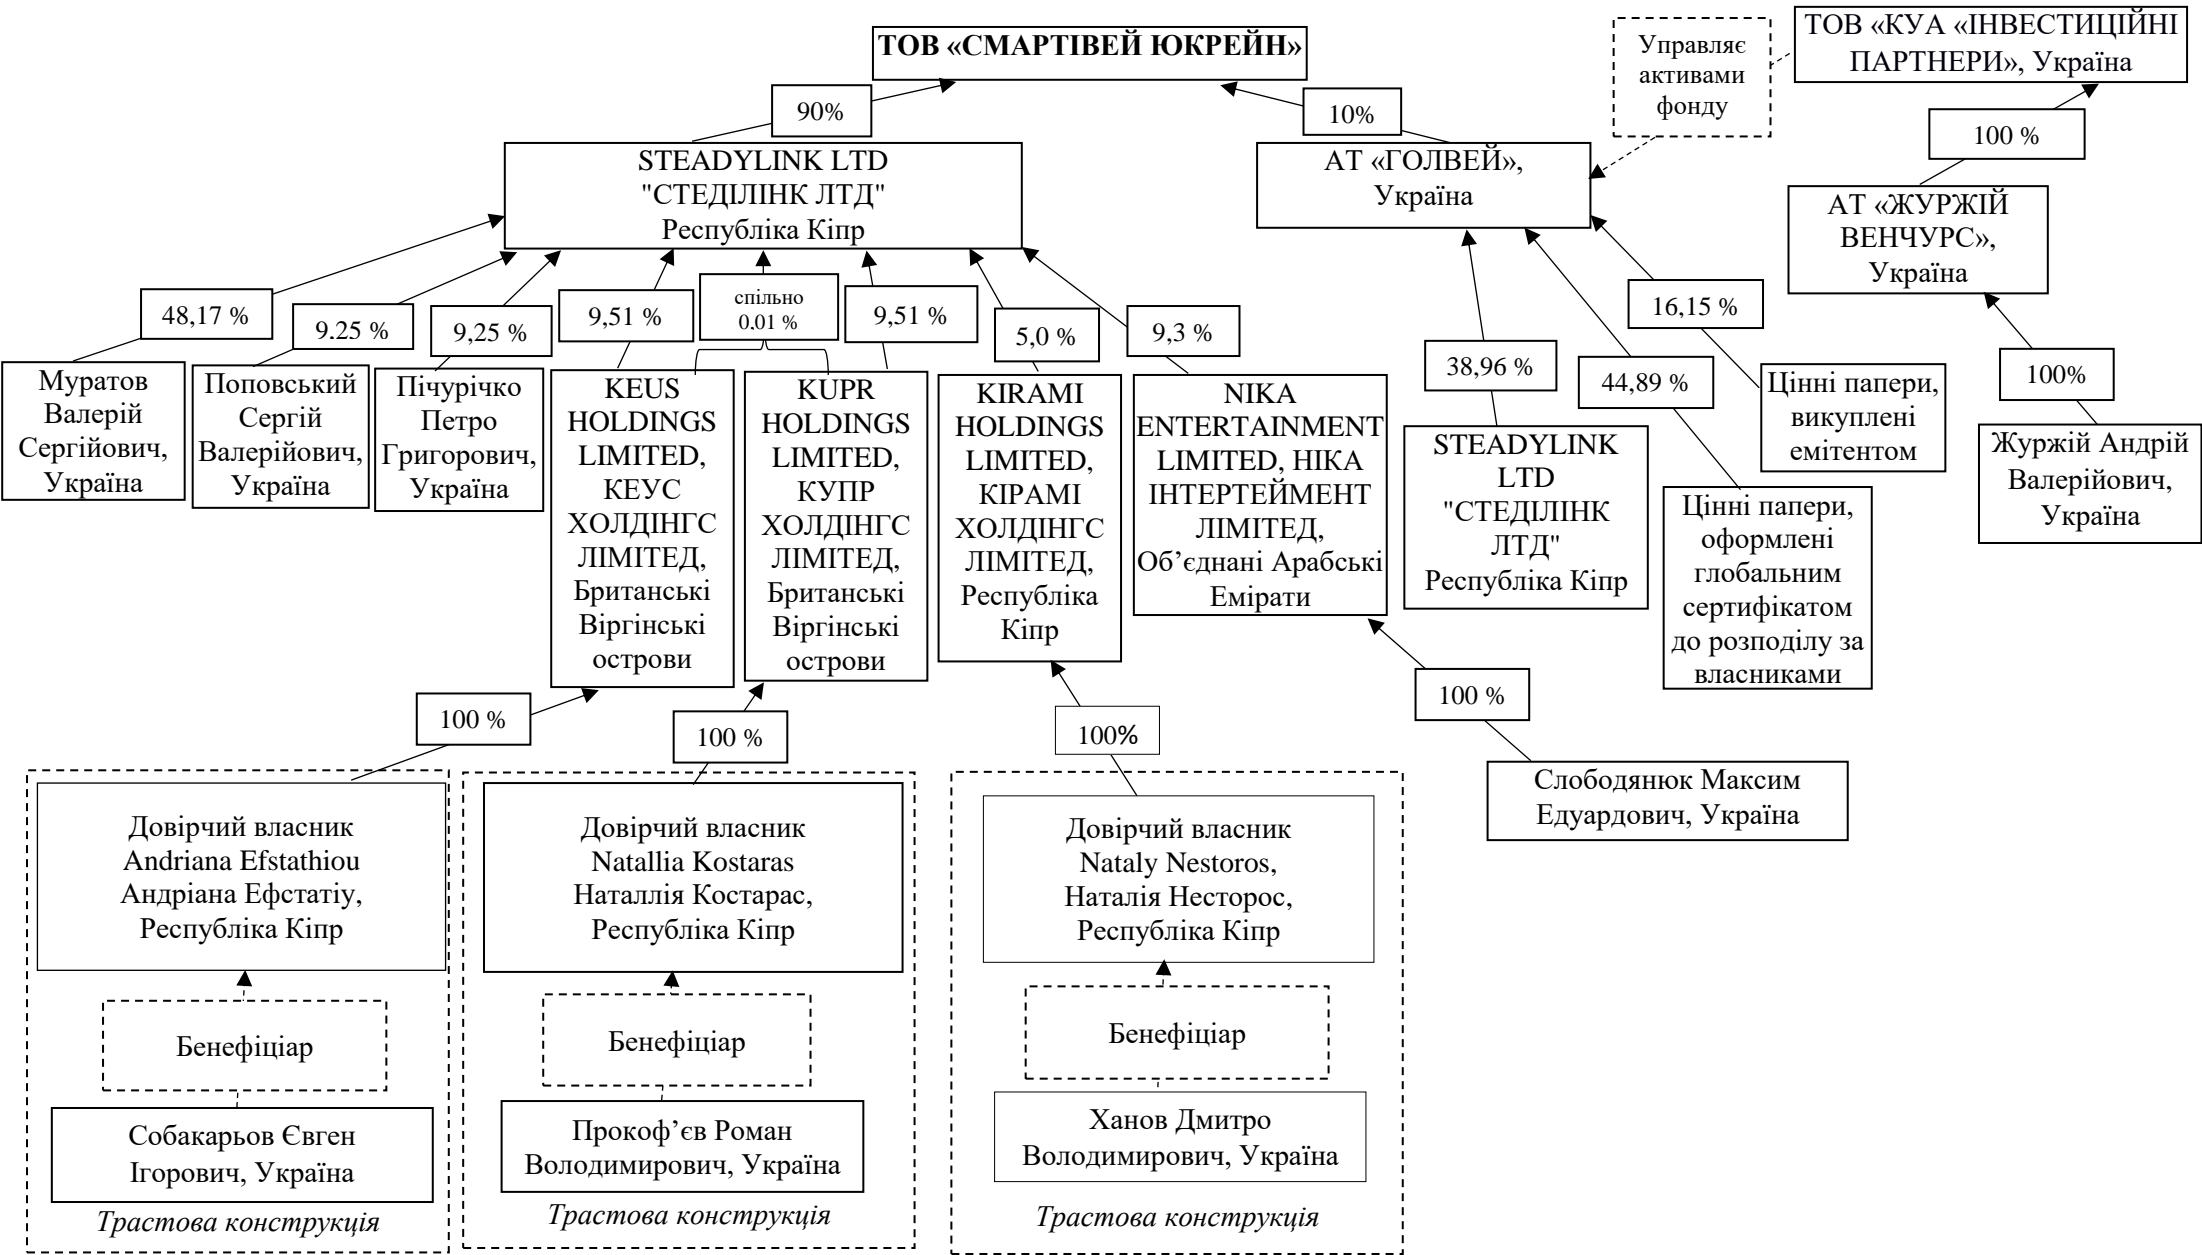 ТОВ «СМАРТІВЕЙ ЮКРЕЙН»
Управляє
активами
фонду
ТОВ «КУА «ІНВЕСТИЦІЙНІ
ПАРТНЕРИ», Україна
90%
10%
100 %
STEADYLINK LTD
"СТЕДІЛІНК ЛТД"
Республіка Кіпр
АТ «ГОЛВЕЙ»,
Україна
АТ «ЖУРЖІЙ
ВЕНЧУРС»,
Україна
48,17 %
9.25 %
9,25 %
9,51 %
спільно
0,01 %
9,51 %
5,0 %
9,3 %
38,96 %
44,89 %
16,15 %
100%
Муратов
Валерій
Сергійович,
Україна
Поповський
Сергій
Валерійович,
Україна
Пічурічко
Петро
Григорович,
Україна
KEUS
HOLDINGS
LIMITED,
КЕУС
ХОЛДІНГС
ЛІМІТЕД,
Британські
Віргінські
острови
KUPR
HOLDINGS
LIMITED,
КУПР
ХОЛДІНГС
ЛІМІТЕД,
Британські
Віргінські
острови
KIRAMI
HOLDINGS
LIMITED,
КІРАМІ
ХОЛДІНГС
ЛІМІТЕД,
Республіка
Кіпр
NIKA
ENTERTAINMENT
LIMITED, НІКА
ІНТЕРТЕЙМЕНТ
ЛІМІТЕД,
Об’єднані Арабські
Емірати
STEADYLINK
LTD
"СТЕДІЛІНК
ЛТД"
Республіка Кіпр
Цінні папери,
викуплені
емітентом
Цінні папери,
оформлені
глобальним
сертифікатом
до розподілу за
власниками
Журжій Андрій
Валерійович,
Україна
100 %
100 %
100%
100 %
Слободянюк Максим
Едуардович, Україна
Довірчий власник
Andriana Efstathiou
Андріана Ефстатіу,
Республіка Кіпр
Бенефіціар
Собакарьов Євген
Ігорович, Україна
Трастова конструкція
Довірчий власник
Natallia Kostaras
Наталлія Костарас,
Республіка Кіпр
Бенефіціар
Прокоф’єв Роман
Володимирович, Україна
Трастова конструкція
Довірчий власник
Nataly Nestoros,
Наталія Несторос,
Республіка Кіпр
Бенефіціар
Ханов Дмитро
Володимирович, Україна
Трастова конструкція